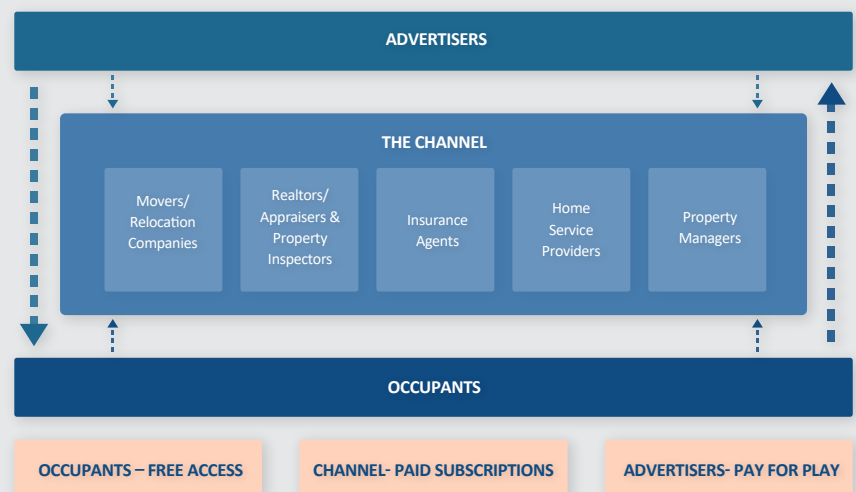 ADVERTISERS
THE CHANNEL
Movers/
Relocation
Companies
Realtors/
Appraisers &
Property
Inspectors
Insurance
Agents
Home
Service
Providers
Property
Managers
OCCUPANTS
OCCUPANTS – FREE ACCESS
CHANNEL- PAID SUBSCRIPTIONS
ADVERTISERS- PAY FOR PLAY